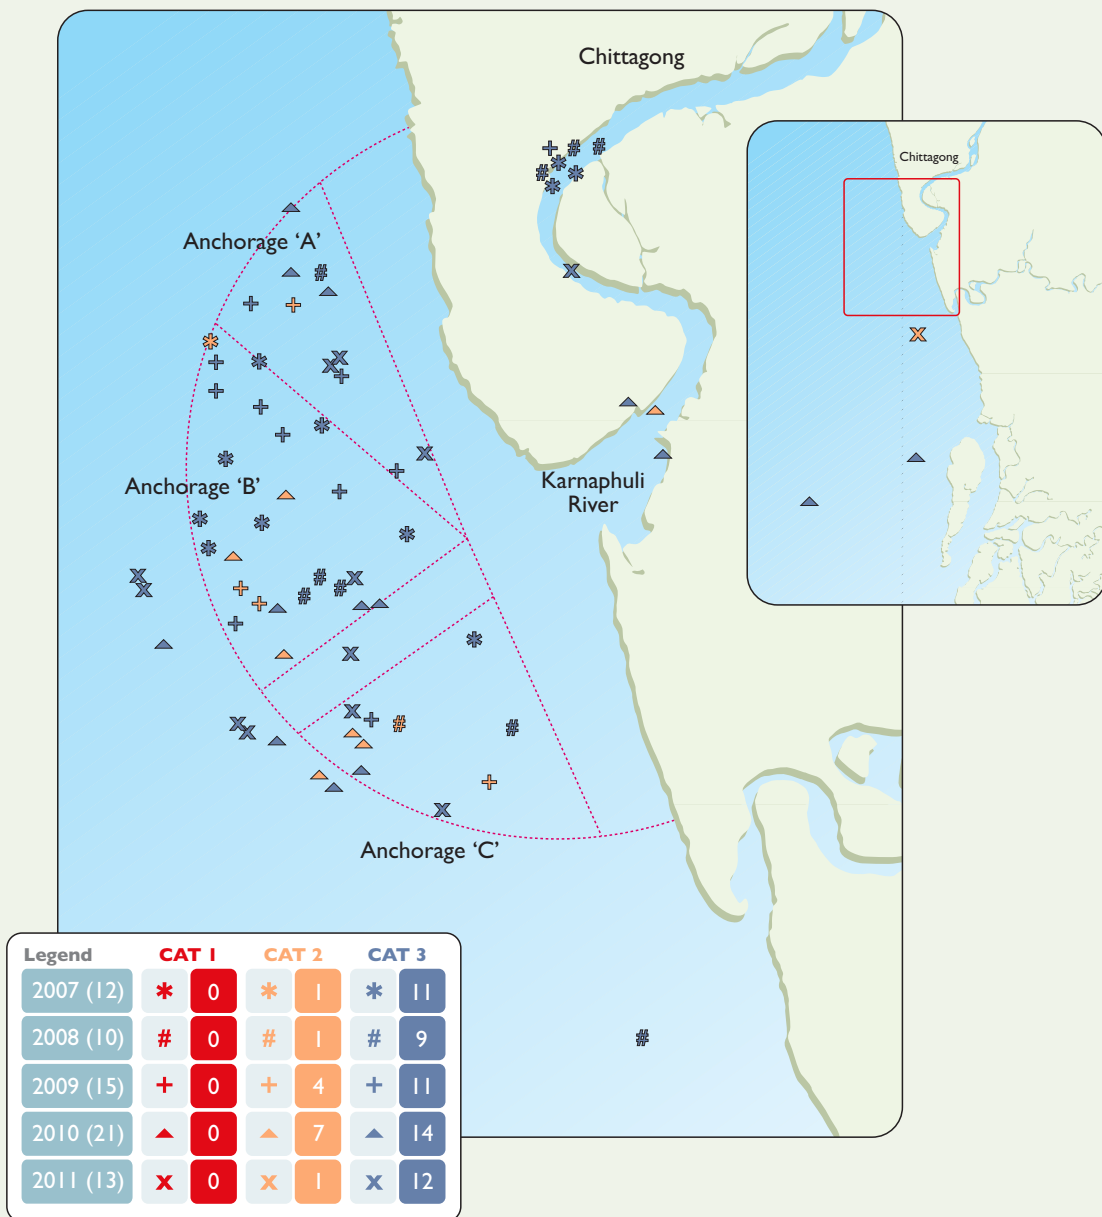 Chittagong
Chittagong
Anchorage ‘A’
Anchorage ‘B’
Karnaphuli
River
Anchorage ‘C’
Legend CAT 1 CAT 2 CAT 3
2007 (12) * 0 * 1 * 11
2008 (10) # 0 # 1 # 9
2009 (15) + 0 + 4 + 11
2010 (21) ▲ 0 ▲ 7 ▲ 14
2011 (13) x 0 x 1 x 12